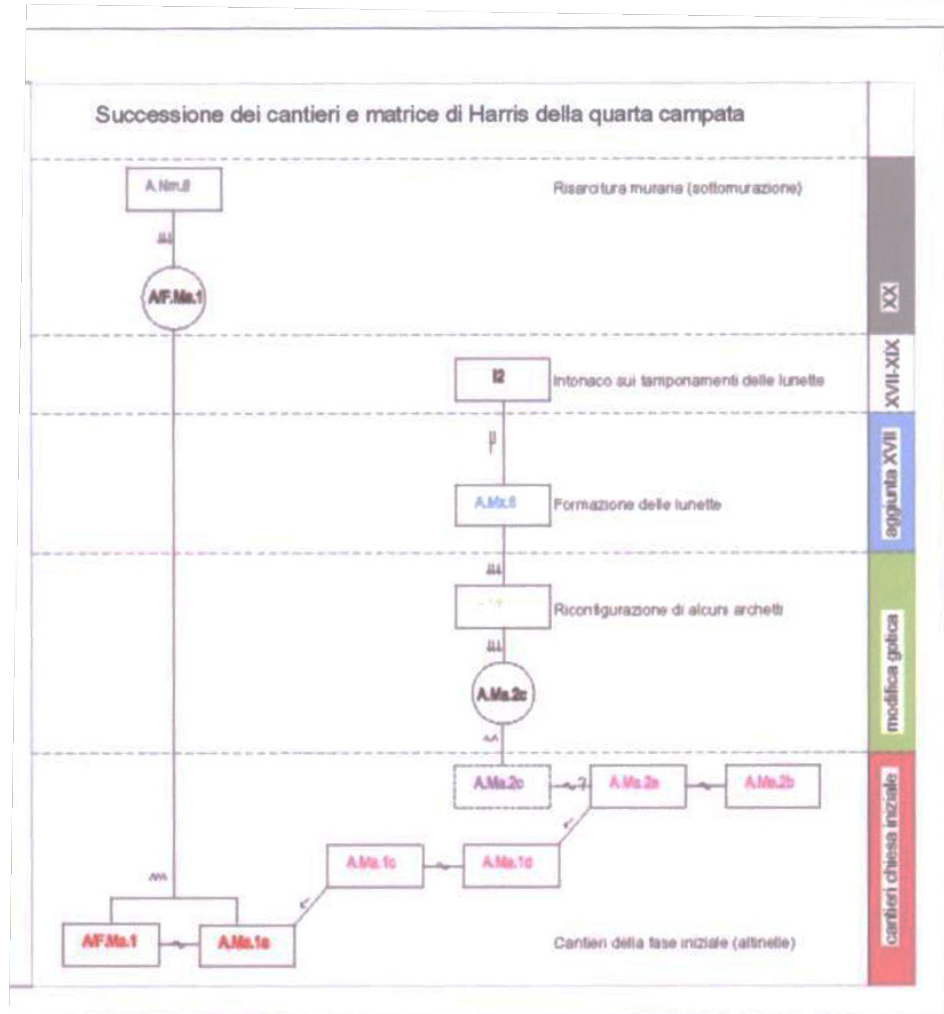 Successione dei cantieri e matrice di Harris della quarta campata
A.Nm.8
Risarcitura muraria (sottomurazione)
A/F.Ma.1
XX
I2
Intonaco sui tamponamenti delle lunette
XVII-XIX
A.Mx.6
Formazione delle lunette
aggiunta XVII
Riconfigurazione di alcuni archetti
A.Ma.2c
modifica gotica
A.Ma.2c
?
A.Ma.2a
A.Ma.2b
A.Ma.1c
A.Ma.1d
A/F.Ma.1
A.Ma.1a
Cantieri della fase iniziale (altinelle)
cantieri chiesa iniziale